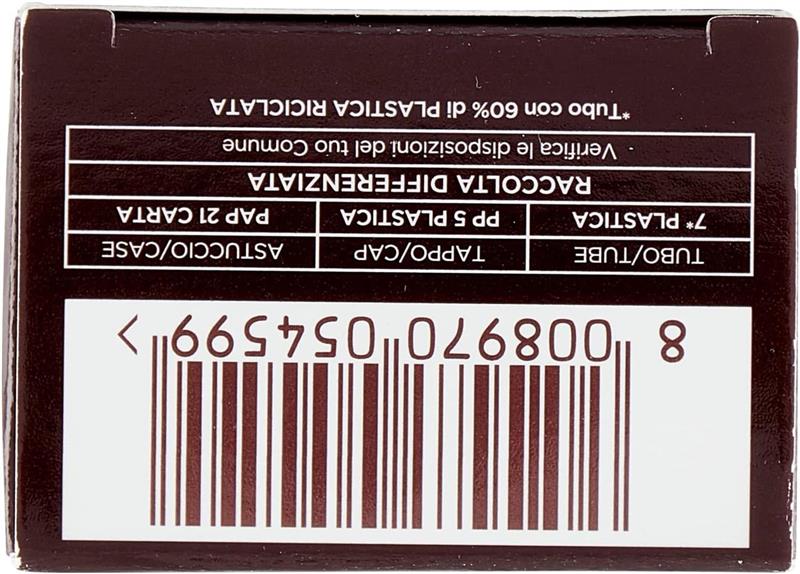 8 008970 054599 >
TUBO/TUBE TAPPO/CAP ASTUCCIO/CASE
7* PLASTICA PP 5 PLASTICA PAP 21 CARTA
RACCOLTA DIFFERENZIATA
Verifica le disposizioni del tuo Comune
*Tubo con 60% di PLASTICA RICICLATA